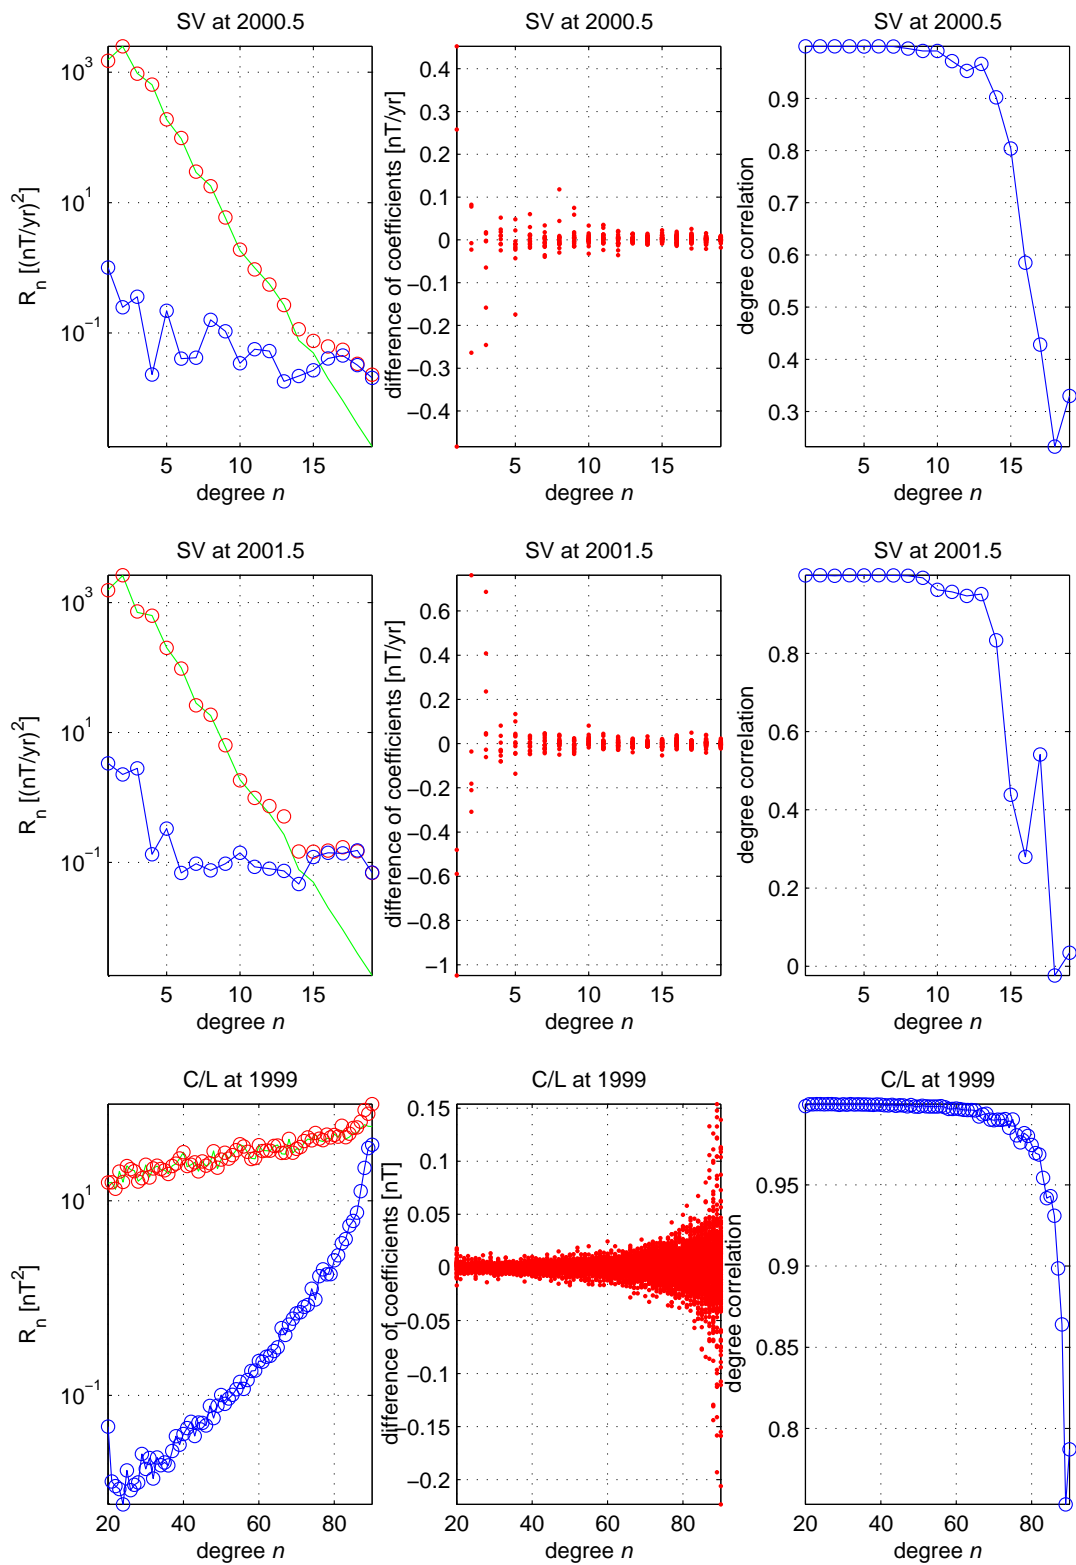 SV at 2000.5
SV at 2000.5
SV at 2000.5
R_n [(nT/yr)^2]
10^3
10^1
10^−1
5 10 15
degree n
difference of coefficients [nT/yr]
0.4
0.3
0.2
0.1
0
−0.1
−0.2
−0.3
−0.4
5 10 15
degree n
degree correlation
0.9
0.8
0.7
0.6
0.5
0.4
0.3
5 10 15
degree n
SV at 2001.5
SV at 2001.5
SV at 2001.5
R_n [(nT/yr)^2]
10^3
10^1
10^−1
5 10 15
degree n
difference of coefficients [nT/yr]
0.6
0.4
0.2
0
−0.2
−0.4
−0.6
−0.8
−1
5 10 15
degree n
degree correlation
0.8
0.6
0.4
0.2
0
5 10 15
degree n
C/L at 1999
C/L at 1999
C/L at 1999
R_n [nT^2]
10^1
10^−1
20 40 60 80
degree n
difference of coefficients [nT]
0.15
0.1
0.05
0
−0.05
−0.1
−0.15
−0.2
20 40 60 80
degree n
degree correlation
0.95
0.9
0.85
0.8
20 40 60 80
degree n